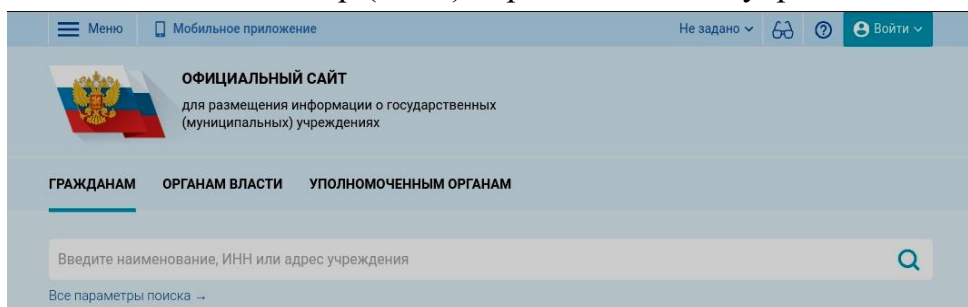 Меню Мобильное приложение Не задано Войти
ОФИЦИАЛЬНЫЙ САЙТ
для размещения информации о государственных
(муниципальных) учреждениях
ГРАЖДАНАМ ОРГАНАМ ВЛАСТИ УПОЛНОМОЧЕННЫМ ОРГАНАМ
Введите наименование, ИНН или адрес учреждения
Все параметры поиска →